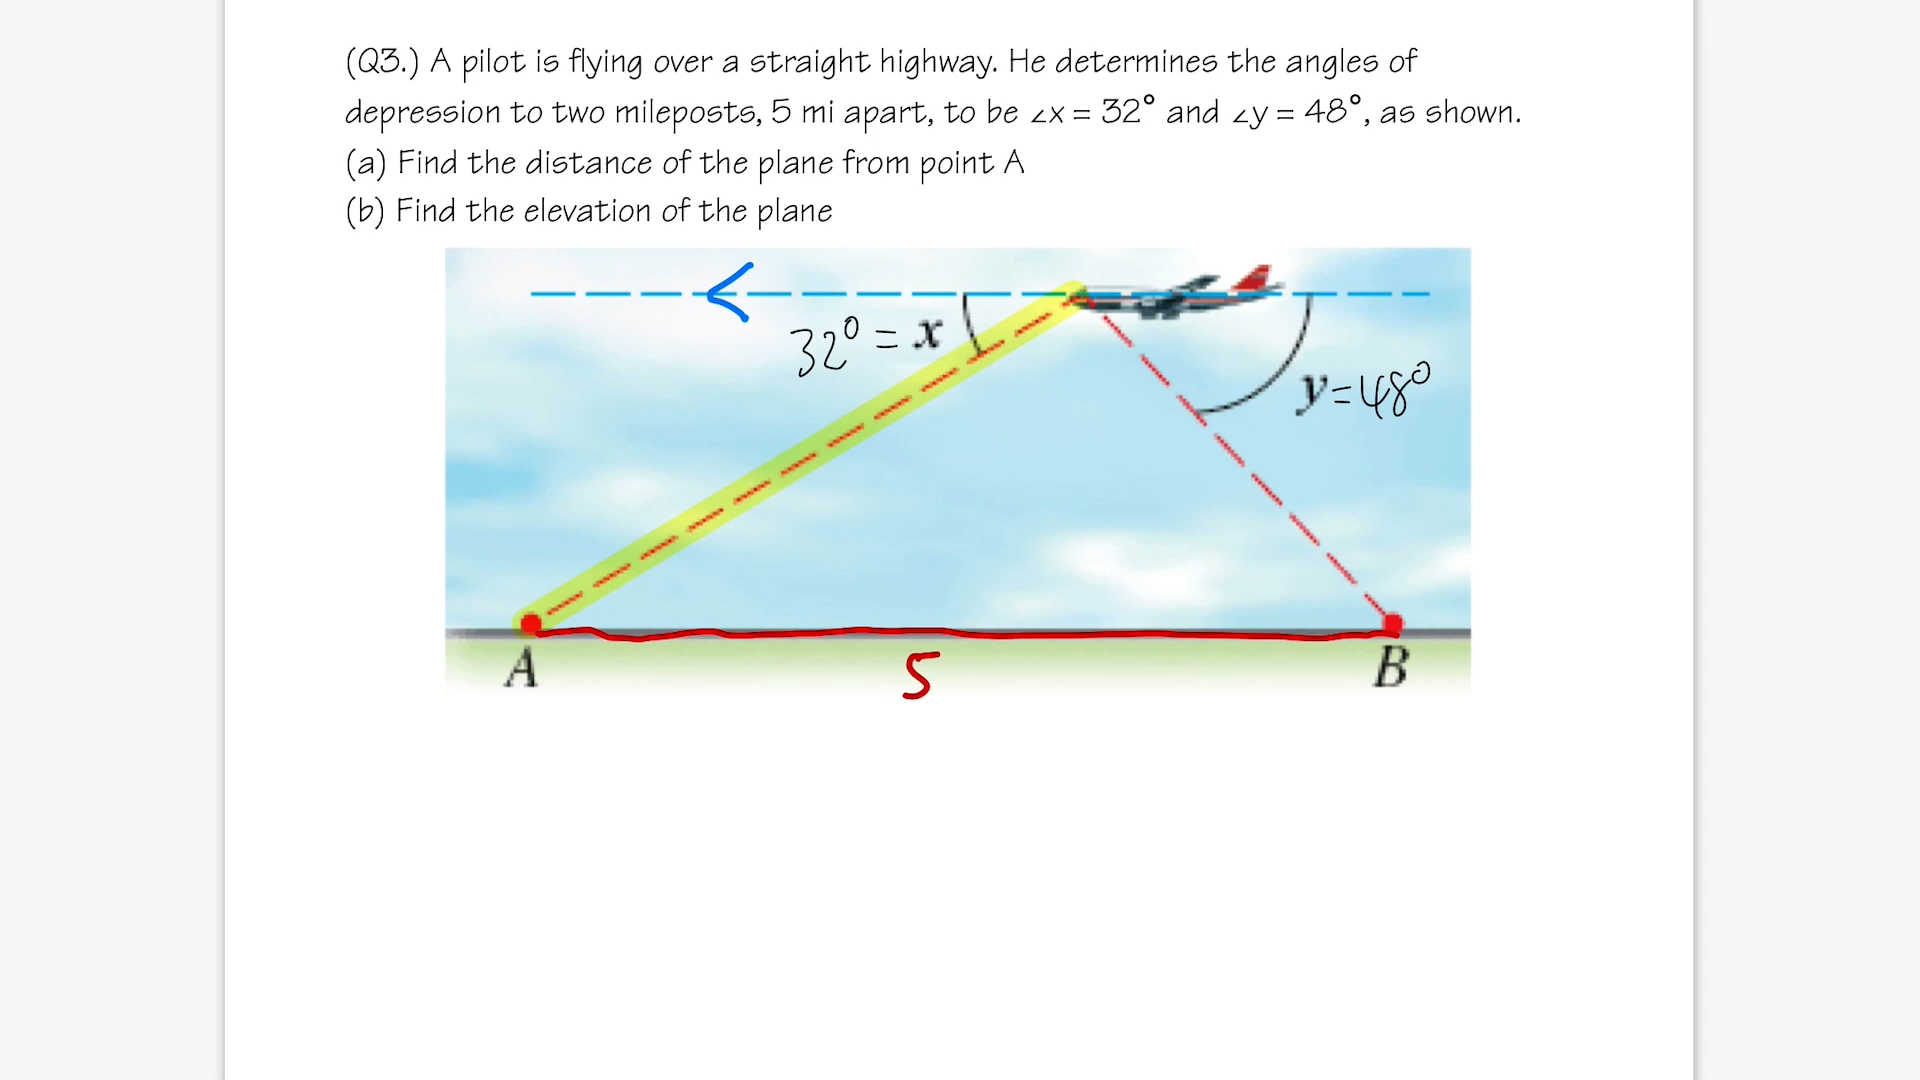 (Q3.) A pilot is flying over a straight highway. He determines the angles of
depression to two mileposts, 5 mi apart, to be ∠x = 32° and ∠y = 48°, as shown.
(a) Find the distance of the plane from point A
(b) Find the elevation of the plane
32° = x
y=48°
A
5
B